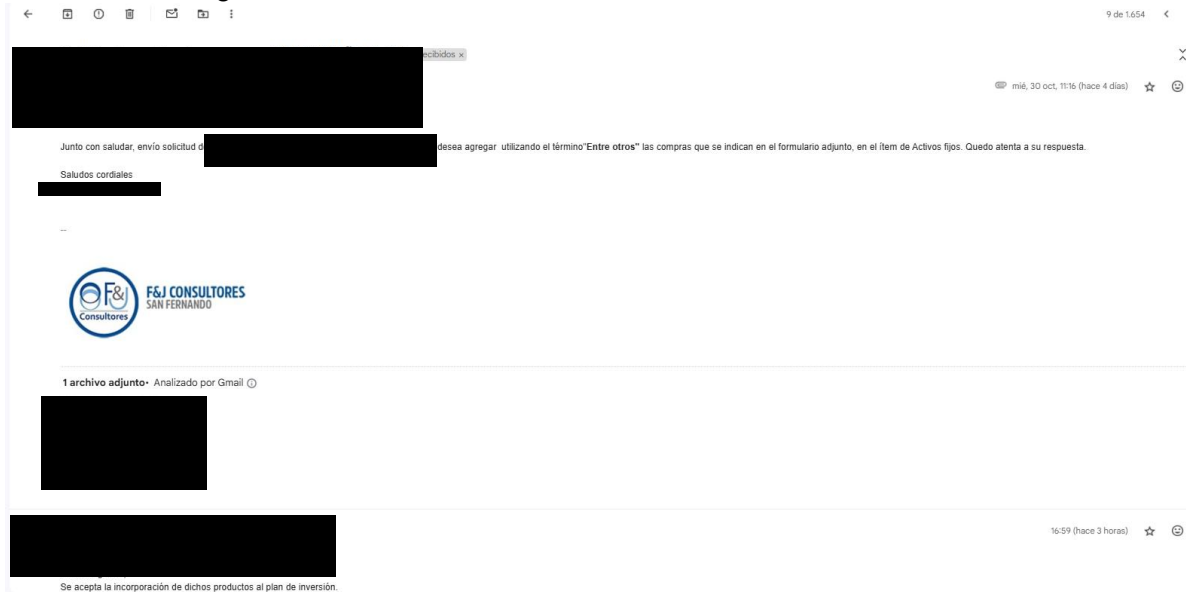 9 de 1.654
ecibidos ×
mié, 30 oct, 11:16 (hace 4 días)
Junto con saludar, envío solicitud d desea agregar utilizando el término"Entre otros" las compras que se indican en el formulario adjunto, en el ítem de Activos fijos. Quedo atenta a su respuesta.
Saludos cordiales
--
F&J
Consultores
F&J CONSULTORES
SAN FERNANDO
1 archivo adjunto• Analizado por Gmail
16:59 (hace 3 horas)
Se acepta la incorporación de dichos productos al plan de inversión.